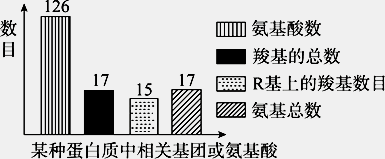 126
数目
17
15
17
氨基酸数
羧基的总数
R基上的羧基数目
氨基总数
某种蛋白质中相关基团或氨基酸